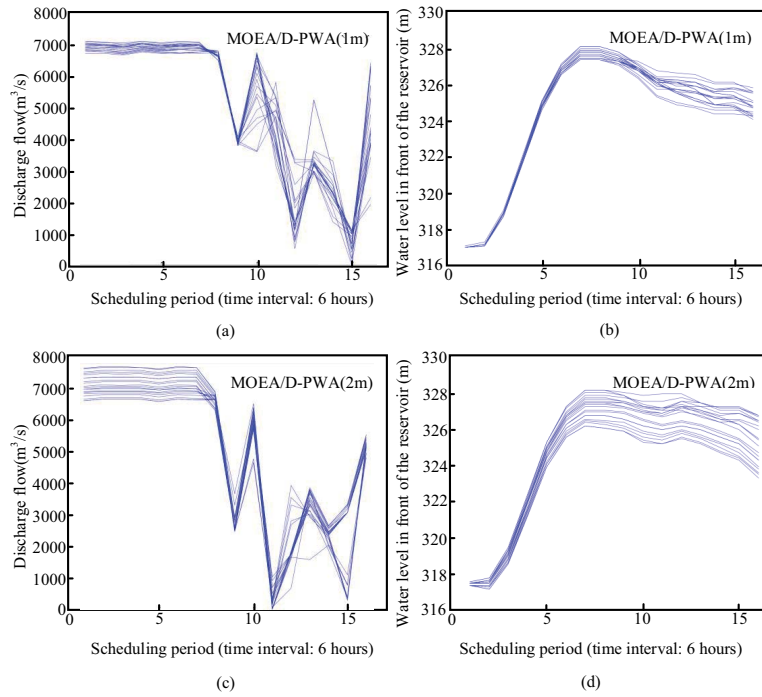 8000
7000
6000
5000
4000
3000
2000
1000
0
Discharge flow(m³/s)
MOEA/D-PWA(1m)
0 5 10 15
Scheduling period (time interval: 6 hours)
(a)
330
328
326
324
322
320
318
316
Water level in front of the reservoir (m)
MOEA/D-PWA(1m)
0 5 10 15
Scheduling period (time interval: 6 hours)
(b)
8000
7000
6000
5000
4000
3000
2000
1000
0
Discharge flow(m³/s)
MOEA/D-PWA(2m)
0 5 10 15
Scheduling period (time interval: 6 hours)
(c)
330
328
326
324
322
320
318
316
Water level in front of the reservoir (m)
MOEA/D-PWA(2m)
0 5 10 15
Scheduling period (time interval: 6 hours)
(d)